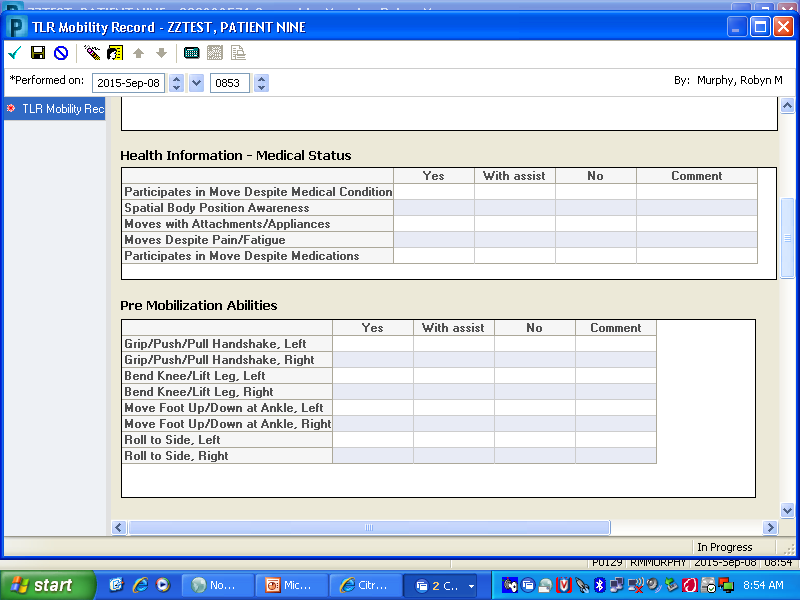 TLR Mobility Record - ZZTEST, PATIENT NINE
*Performed on: 2015-Sep-08 0853 By: Murphy, Robyn M
TLR Mobility Rec
Health Information - Medical Status
Yes With assist No Comment
Participates in Move Despite Medical Condition
Spatial Body Position Awareness
Moves with Attachments/Appliances
Moves Despite Pain/Fatigue
Participates in Move Despite Medications
Pre Mobilization Abilities
Yes With assist No Comment
Grip/Push/Pull Handshake, Left
Grip/Push/Pull Handshake, Right
Bend Knee/Lift Leg, Left
Bend Knee/Lift Leg, Right
Move Foot Up/Down at Ankle, Left
Move Foot Up/Down at Ankle, Right
Roll to Side, Left
Roll to Side, Right
In Progress
P0129 RMMURPHY 2015-Sep-08 08:54
start No... Mic... Citr... 2 C... 8:54 AM